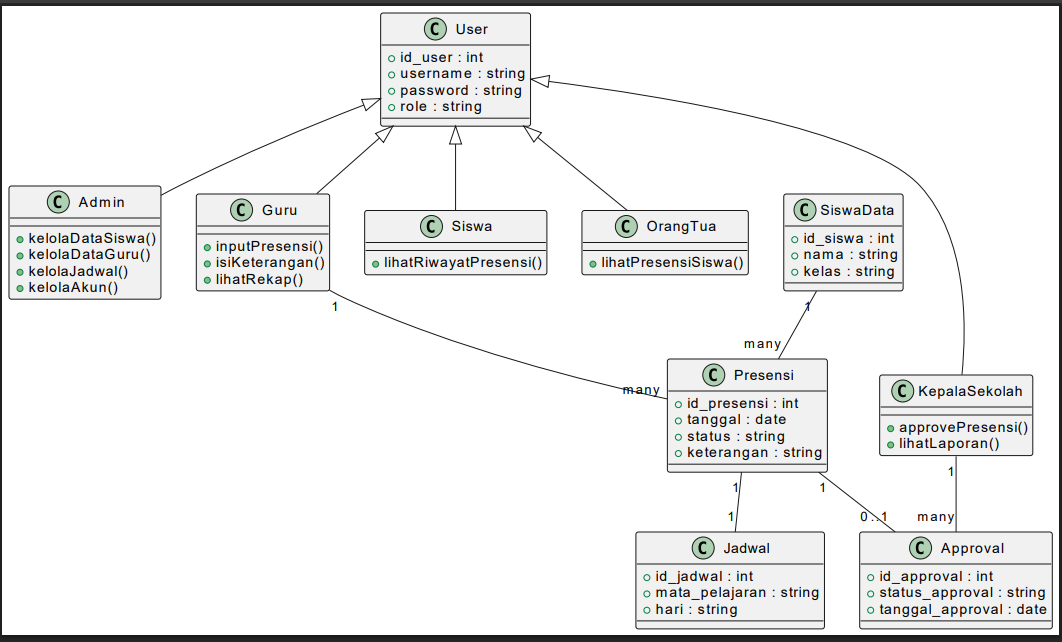 C User
id_user : int
username : string
password : string
role : string
C Admin
kelolaDataSiswa()
kelolaDataGuru()
kelolaJadwal()
kelolaAkun()
C Guru
inputPresensi()
isiKeterangan()
lihatRekap()
C Siswa
lihatRiwayatPresensi()
C OrangTua
lihatPresensiSiswa()
C SiswaData
id_siswa : int
nama : string
kelas : string
1
1
many
many
C Presensi
id_presensi : int
tanggal : date
status : string
keterangan : string
C KepalaSekolah
approvePresensi()
lihatLaporan()
1
1
1
1
0..1
many
C Jadwal
id_jadwal : int
mata_pelajaran : string
hari : string
C Approval
id_approval : int
status_approval : string
tanggal_approval : date